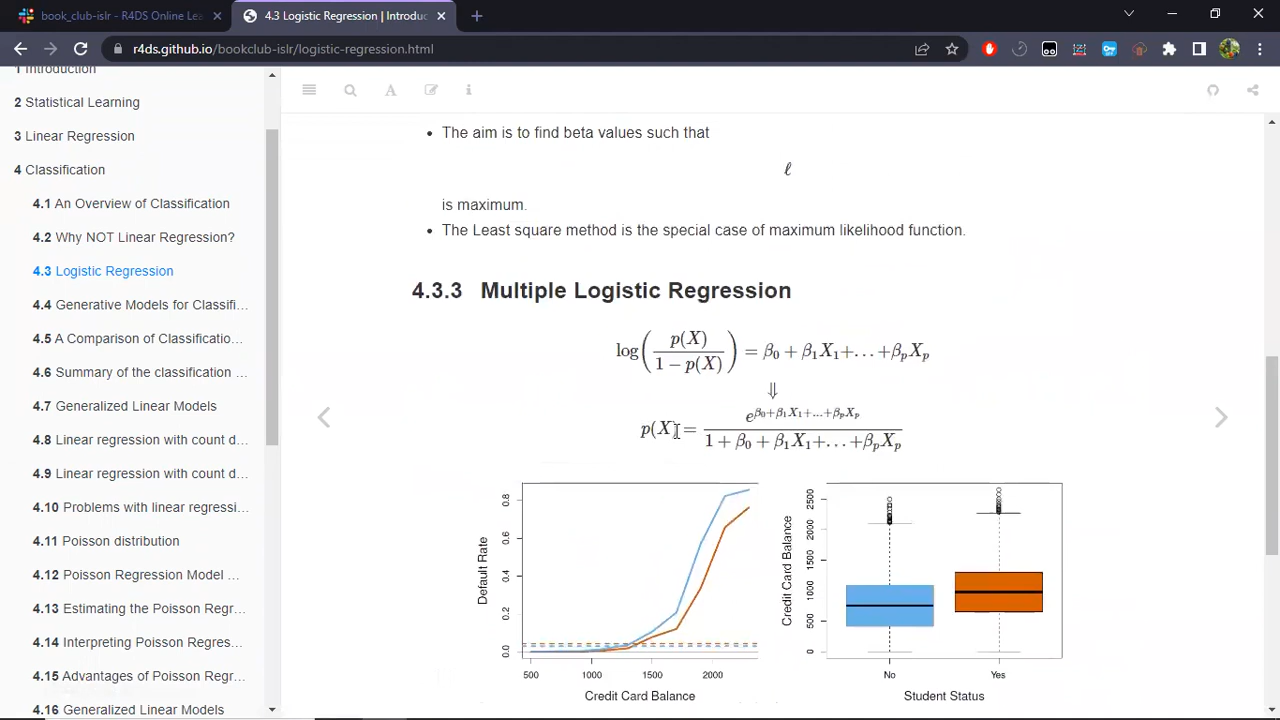 book_club-islr - R4DS Online Lea
4.3 Logistic Regression | Introduc
r4ds.github.io/bookclub-islr/logistic-regression.html
1 Introduction
2 Statistical Learning
3 Linear Regression
4 Classification
4.1 An Overview of Classification
4.2 Why NOT Linear Regression?
4.3 Logistic Regression
4.4 Generative Models for Classifi...
4.5 A Comparison of Classificatio...
4.6 Summary of the classification ...
4.7 Generalized Linear Models
4.8 Linear regression with count d...
4.9 Linear regression with count d...
4.10 Problems with linear regressi...
4.11 Poisson distribution
4.12 Poisson Regression Model ...
4.13 Estimating the Poisson Regr...
4.14 Interpreting Poisson Regres...
4.15 Advantages of Poisson Regr...
4.16 Generalized Linear Models
• The aim is to find beta values such that
ℓ
is maximum.
• The Least square method is the special case of maximum likelihood function.
4.3.3 Multiple Logistic Regression
log(p(X)/(1 − p(X))) = β₀ + β₁X₁+…+βₚXₚ
⇓
p(X) = e^(β₀+β₁X₁+…+βₚXₚ)/(1 + β₀ + β₁X₁+…+βₚXₚ)
Default Rate
0.8
0.6
0.4
0.2
0.0
500 1000 1500 2000
Credit Card Balance
Credit Card Balance
2500
2000
1500
1000
500
0
No Yes
Student Status